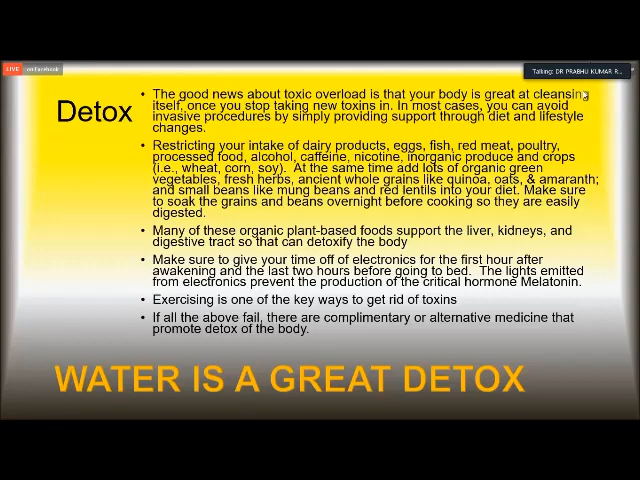 LIVE on Facebook
Talking: DR PRABHU KUMAR R...
Detox
• The good news about toxic overload is that your body is great at cleansing
itself, once you stop taking new toxins in. In most cases, you can avoid
invasive procedures by simply providing support through diet and lifestyle
changes.
• Restricting your intake of dairy products, eggs, fish, red meat, poultry,
processed food, alcohol, caffeine, nicotine, inorganic produce and crops
(i.e., wheat, corn, soy). At the same time add lots of organic green
vegetables, fresh herbs, ancient whole grains like quinoa, oats, & amaranth;
and small beans like mung beans and red lentils into your diet. Make sure
to soak the grains and beans overnight before cooking so they are easily
digested.
• Many of these organic plant-based foods support the liver, kidneys, and
digestive tract so that can detoxify the body
• Make sure to give your time off of electronics for the first hour after
awakening and the last two hours before going to bed. The lights emitted
from electronics prevent the production of the critical hormone Melatonin.
• Exercising is one of the key ways to get rid of toxins
• If all the above fail, there are complimentary or alternative medicine that
promote detox of the body.
WATER IS A GREAT DETOX